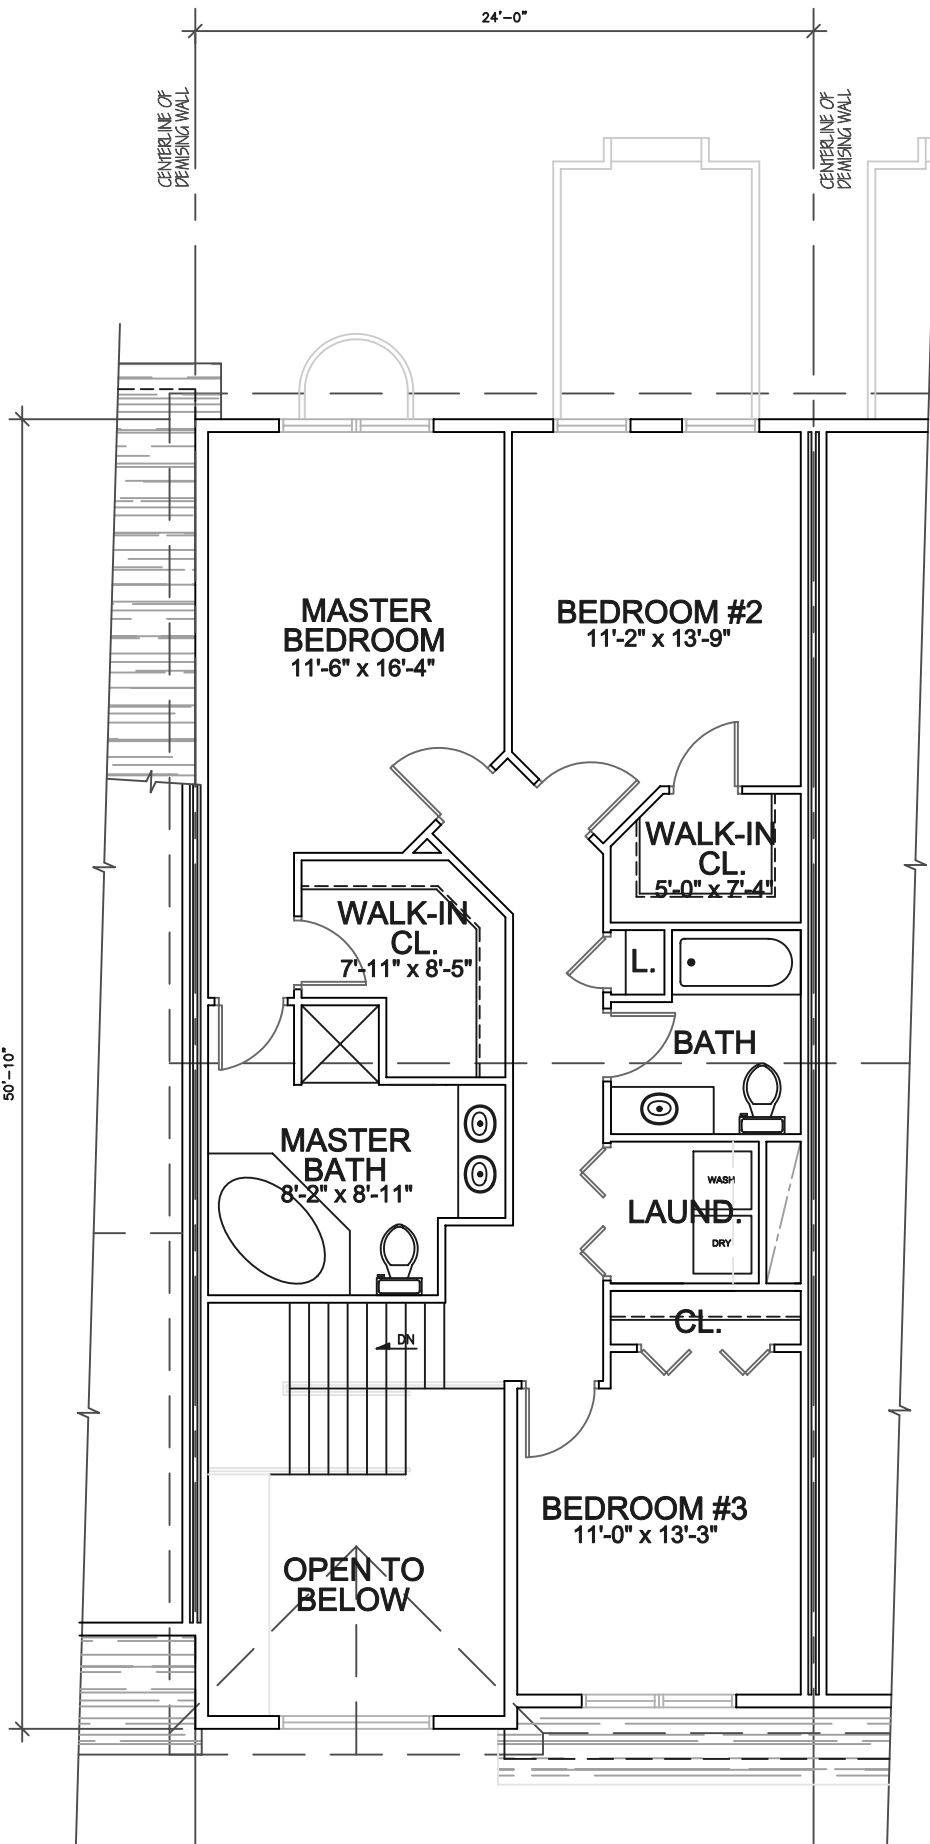 24'-0"
CENTERLINE OF
DEMISING WALL
CENTERLINE OF
DEMISING WALL
MASTER
BEDROOM
11'-6" x 16'-4"
BEDROOM #2
11'-2" x 13'-9"
WALK-IN
CL.
5'-0" x 7'-4"
WALK-IN
CL.
7'-11" x 8'-5"
L.
BATH
50'-10"
MASTER
BATH
8'-2" x 8'-11"
WASH
LAUND.
DRY
CL.
DN
BEDROOM #3
11'-0" x 13'-3"
OPEN TO
BELOW